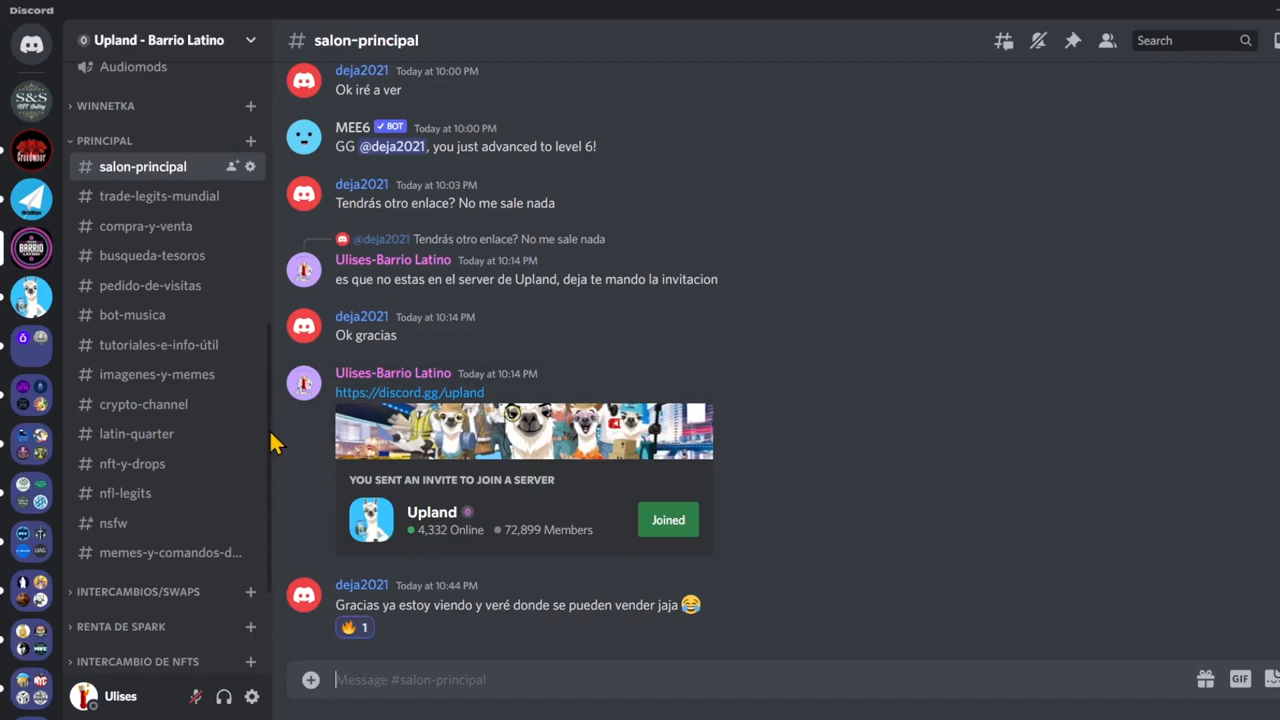 Discord
Upland - Barrio Latino
Audiomods
WINNETKA
PRINCIPAL
salon-principal
trade-legits-mundial
compra-y-venta
busqueda-tesoros
pedido-de-visitas
bot-musica
tutoriales-e-info-útil
imagenes-y-memes
crypto-channel
latin-quarter
nft-y-drops
nfl-legits
nsfw
memes-y-comandos-d...
INTERCAMBIOS/SWAPS
RENTA DE SPARK
INTERCAMBIO DE NFTS
Ulises
# salon-principal
Search
deja2021 Today at 10:00 PM
Ok iré a ver
MEE6 ✓ BOT Today at 10:00 PM
GG @deja2021, you just advanced to level 6!
deja2021 Today at 10:03 PM
Tendrás otro enlace? No me sale nada
@deja2021 Tendrás otro enlace? No me sale nada
Ulises-Barrio Latino Today at 10:14 PM
es que no estas en el server de Upland, deja te mando la invitacion
deja2021 Today at 10:14 PM
Ok gracias
Ulises-Barrio Latino Today at 10:14 PM
https://discord.gg/upland
YOU SENT AN INVITE TO JOIN A SERVER
Upland
4,332 Online 72,899 Members
Joined
deja2021 Today at 10:44 PM
Gracias ya estoy viendo y veré donde se pueden vender jaja 😂
🔥 1
Message #salon-principal
GIF
S&S
BARRIO
LATINO